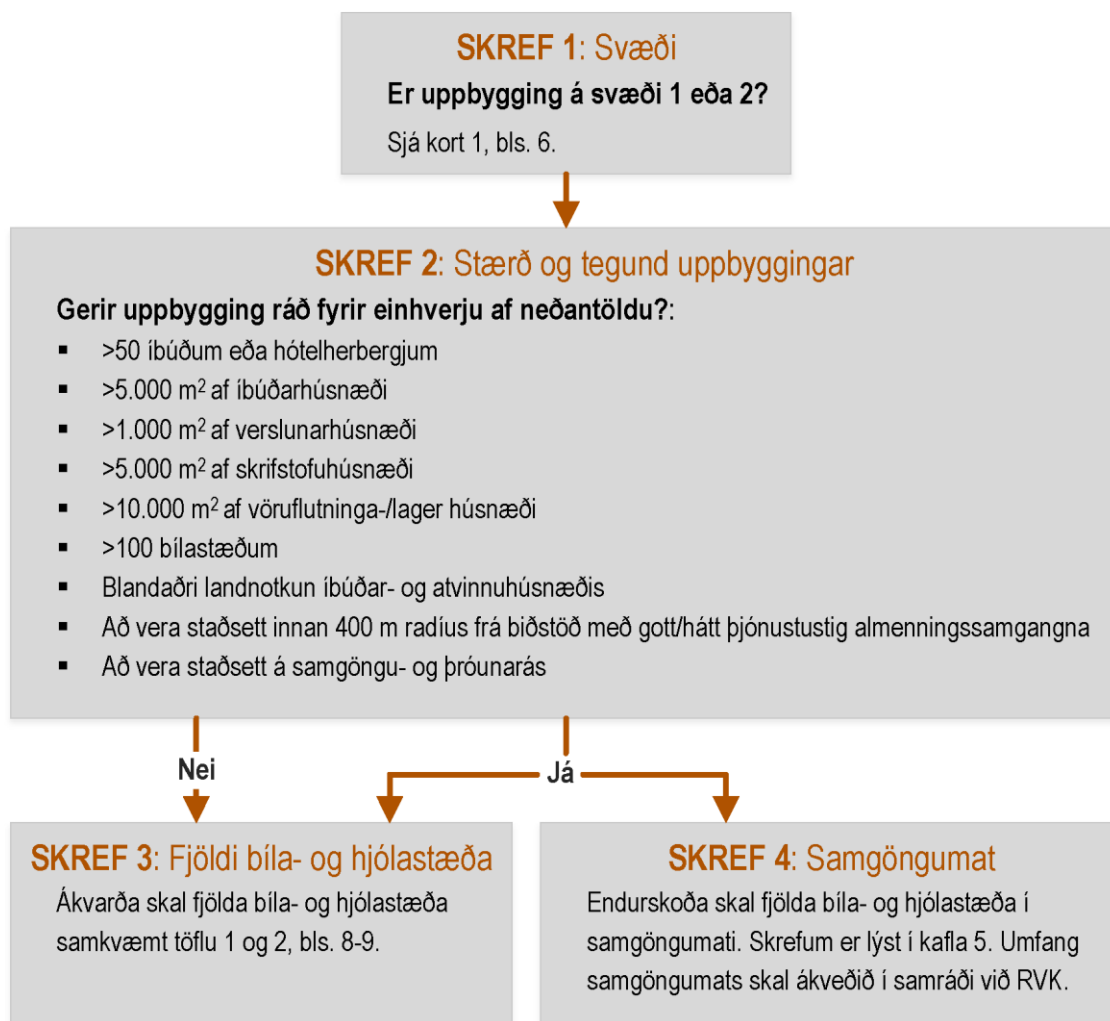 SKREF 1: Svæði
Er uppbygging á svæði 1 eða 2?
Sjá kort 1, bls. 6.
SKREF 2: Stærð og tegund uppbyggingar
Gerir uppbygging ráð fyrir einhverju af neðantöldu?:
▪ >50 íbúðum eða hótelherbergjum
▪ >5.000 m² af íbúðarhúsnæði
▪ >1.000 m² af verslunarhúsnæði
▪ >5.000 m² af skrifstofuhúsnæði
▪ >10.000 m² af vöruflutninga-/lager húsnæði
▪ >100 bílastæðum
▪ Blandaðri landnotkun íbúðar- og atvinnuhúsnæðis
▪ Að vera staðsett innan 400 m radíus frá biðstöð með gott/hátt þjónustustig almenningssamgangna
▪ Að vera staðsett á samgöngu- og þróunarás
Nei
Já
SKREF 3: Fjöldi bíla- og hjólastæða
Ákvarða skal fjölda bíla- og hjólastæða
samkvæmt töflu 1 og 2, bls. 8-9.
SKREF 4: Samgöngumat
Endurskoða skal fjölda bíla- og hjólastæða í
samgöngumati. Skrefum er lýst í kafla 5. Umfang
samgöngumats skal ákveðið í samráði við RVK.